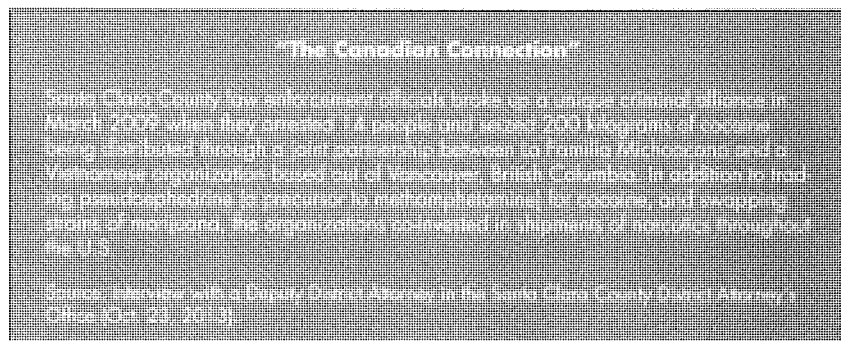 "The Canadian Connection"
Santa Clara County law enforcement officials broke up a unique criminal alliance in
March 2009 when they arrested 14 people and seized 200 kilograms of cocaine
being distributed through a joint partnership between La Familia Michoacana and a
Vietnamese organization based out of Vancouver, British Columbia. In addition to trad
ing pseudoephedrine (a precursor to methamphetamine) for cocaine, and swapping
strains of marijuana, the organizations coinvested in shipments of narcotics throughout
the U.S.
Source: Interview with a Deputy District Attorney in the Santa Clara County District Attorney's
Office (Oct. 23, 2013)